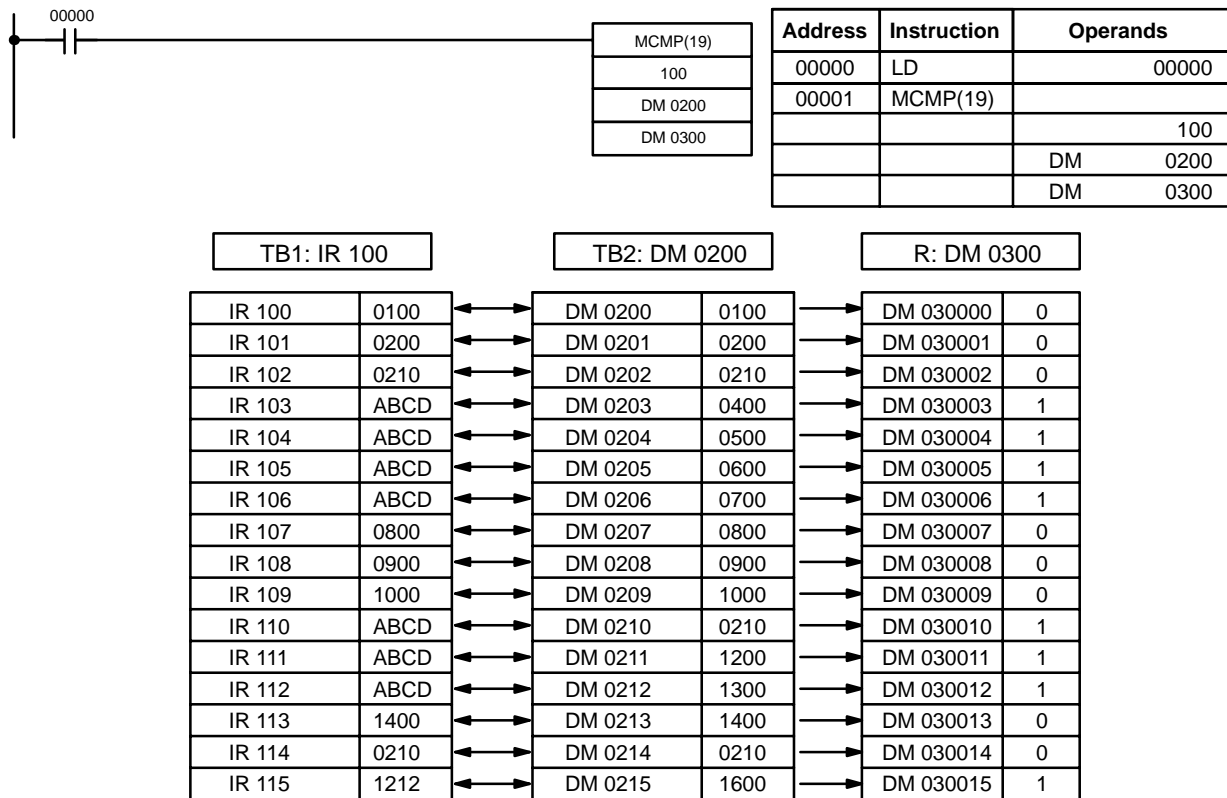 00000
MCMP(19)
100
DM 0200
DM 0300
Address Instruction Operands
00000 LD 00000
00001 MCMP(19)
100
DM 0200
DM 0300
TB1: IR 100 TB2: DM 0200 R: DM 0300
IR 100 0100 DM 0200 0100 DM 030000 0
IR 101 0200 DM 0201 0200 DM 030001 0
IR 102 0210 DM 0202 0210 DM 030002 0
IR 103 ABCD DM 0203 0400 DM 030003 1
IR 104 ABCD DM 0204 0500 DM 030004 1
IR 105 ABCD DM 0205 0600 DM 030005 1
IR 106 ABCD DM 0206 0700 DM 030006 1
IR 107 0800 DM 0207 0800 DM 030007 0
IR 108 0900 DM 0208 0900 DM 030008 0
IR 109 1000 DM 0209 1000 DM 030009 0
IR 110 ABCD DM 0210 0210 DM 030010 1
IR 111 ABCD DM 0211 1200 DM 030011 1
IR 112 ABCD DM 0212 1300 DM 030012 1
IR 113 1400 DM 0213 1400 DM 030013 0
IR 114 0210 DM 0214 0210 DM 030014 0
IR 115 1212 DM 0215 1600 DM 030015 1